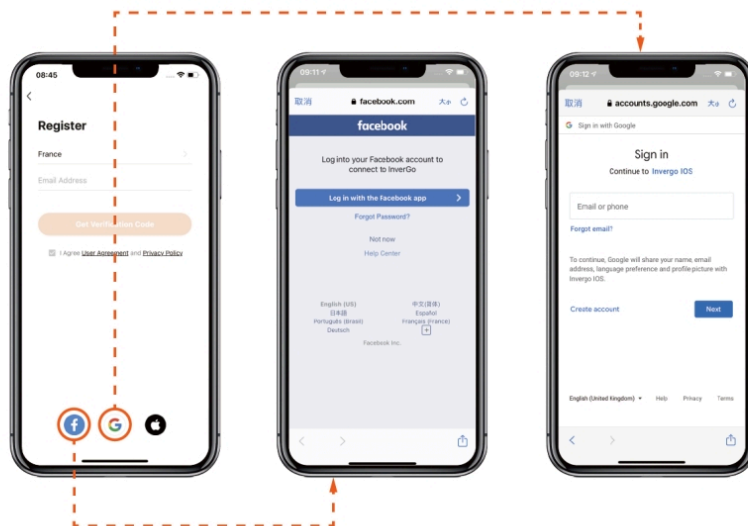 08:45
Register
France
Email Address
Get Verification Code
I Agree User Agreement and Privacy Policy
09:11
取消
facebook.com
大小
facebook
Log into your Facebook account to
connect to InverGo
Log in with the facebook app
Forgot Password?
Not now
Help Center
English (US)
中文(简体)
日本語
Español
Português (Brasil)
Français (France)
Deutsch
Facebook Inc.
09:12
取消
accounts.google.com
大小
G Sign in with Google
Sign in
Continue to Invergo IOS
Email or phone
Forgot email?
To continue, Google will share your name, email
address, language preference and profile picture with
Invergo IOS.
Create account
Next
English (United Kingdom)
Help
Privacy
Terms